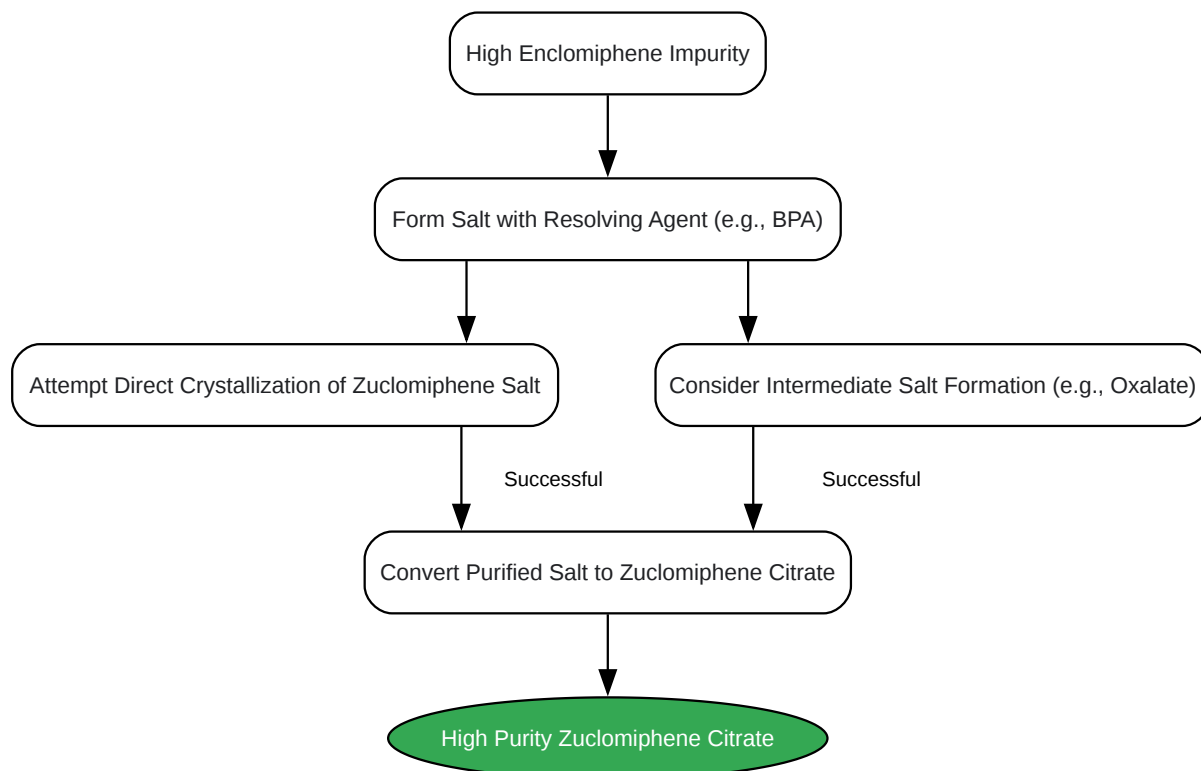 High Enclomiphene Impurity
Form Salt with Resolving Agent (e.g., BPA)
Attempt Direct Crystallization of Zuclomiphene Salt
Consider Intermediate Salt Formation (e.g., Oxalate)
Successful
Successful
Convert Purified Salt to Zuclomiphene Citrate
High Purity Zuclomiphene Citrate